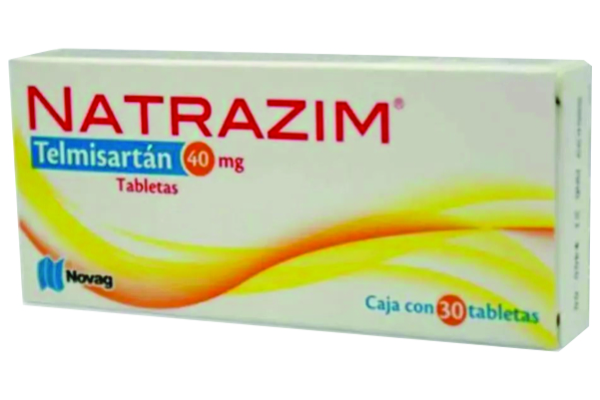 NATRAZIM®
Telmisartán 40 mg
Tabletas
Novag
Caja con 30 tabletas